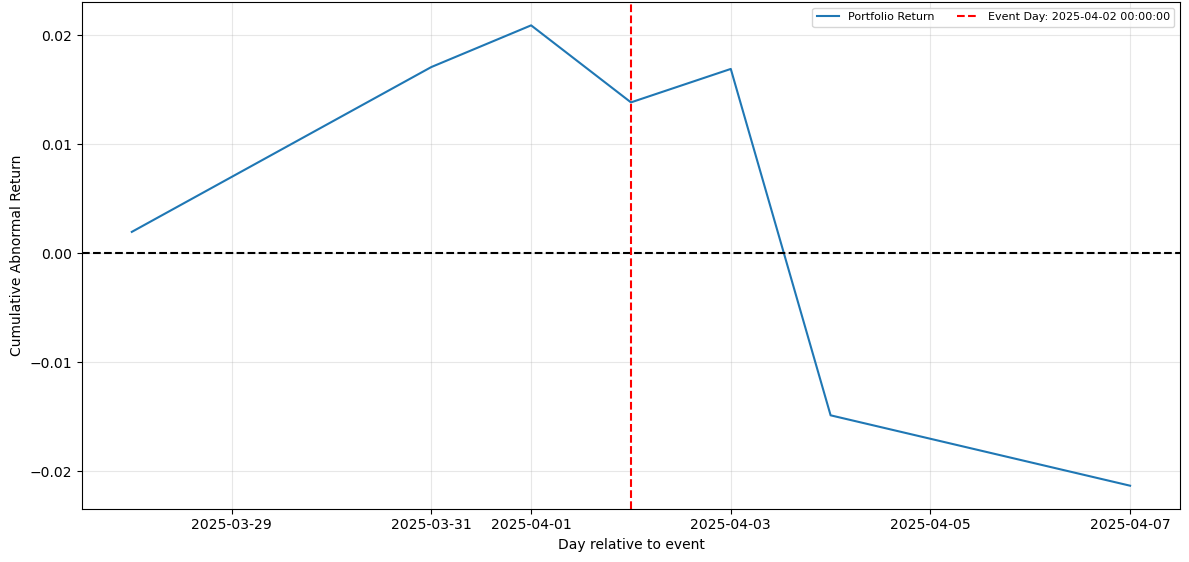 Portfolio Return
Event Day: 2025-04-02 00:00:00
Cumulative Abnormal Return
0.02
0.01
0.00
−0.01
−0.02
2025-03-29
2025-03-31
2025-04-01
2025-04-03
2025-04-05
2025-04-07
Day relative to event